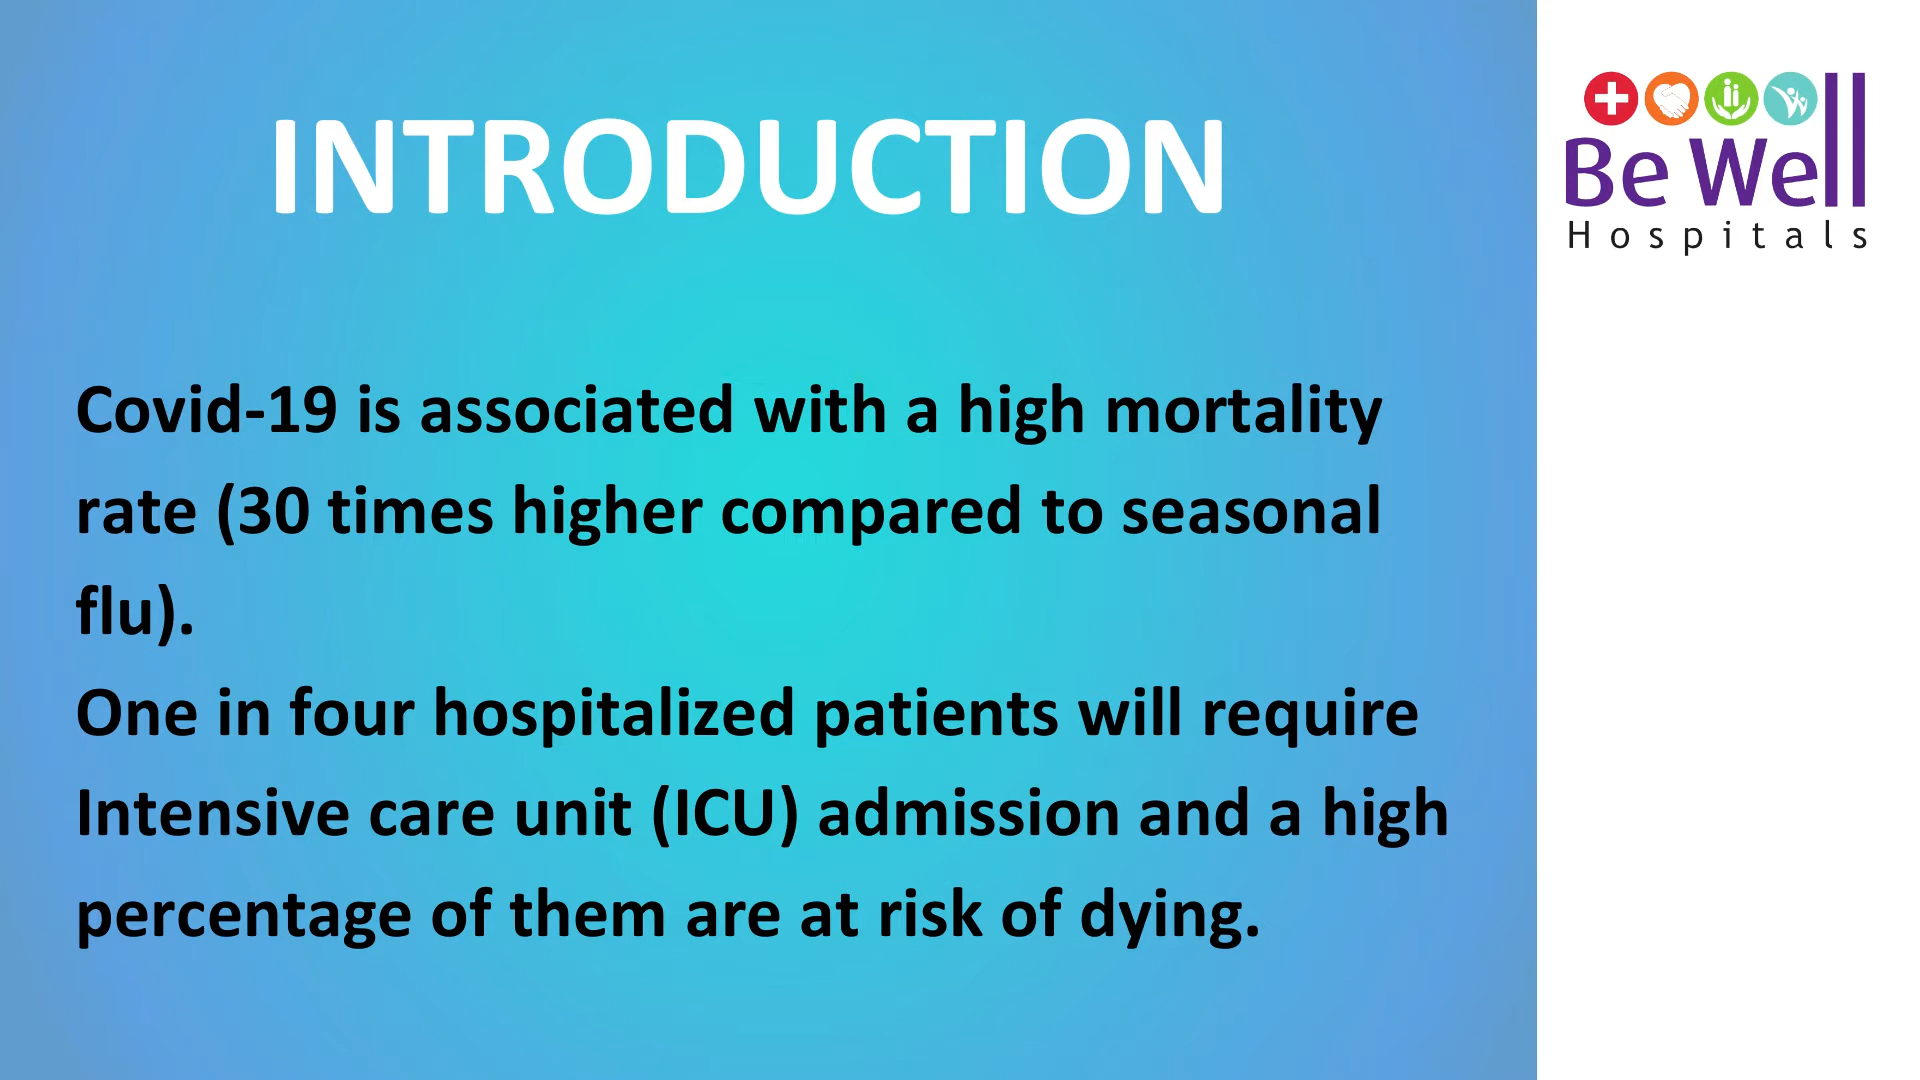 INTRODUCTION
Covid-19 is associated with a high mortality
rate (30 times higher compared to seasonal
flu).
One in four hospitalized patients will require
Intensive care unit (ICU) admission and a high
percentage of them are at risk of dying.
Be Well
Hospitals